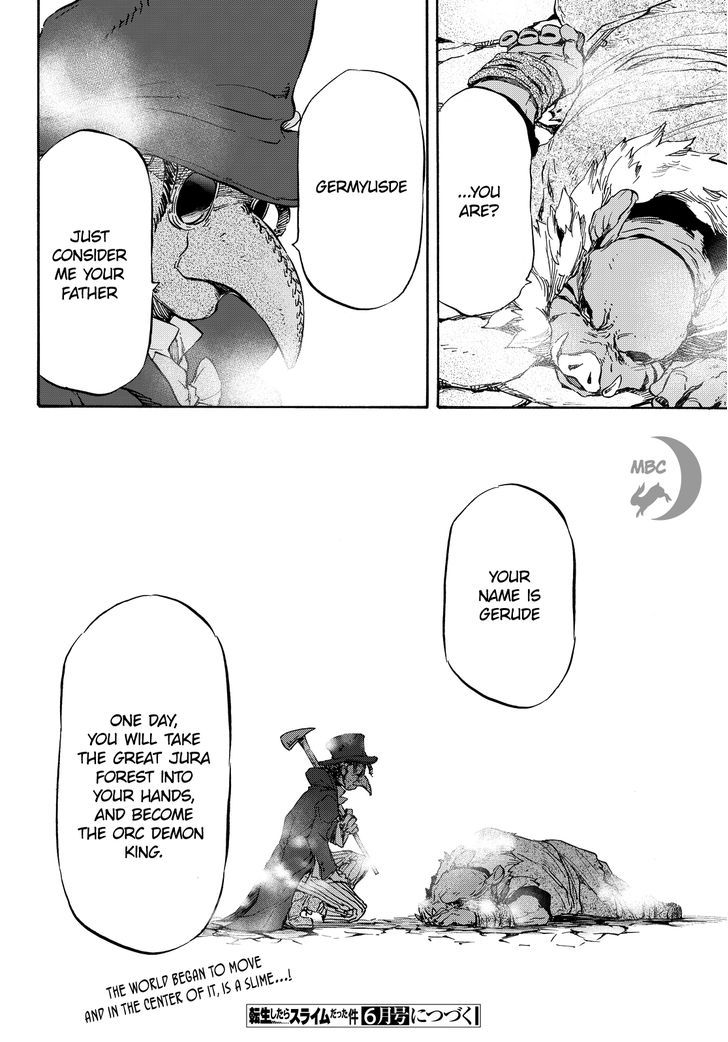 ...YOU
ARE?
GERMYUSDE
JUST
CONSIDER
ME YOUR
FATHER
MBC
YOUR
NAME IS
GERUDE
ONE DAY,
YOU WILL TAKE
THE GREAT JURA
FOREST INTO
YOUR HANDS,
AND BECOME
THE ORC DEMON
KING.
THE WORLD BEGAN TO MOVE
AND IN THE CENTER OF IT, IS A SLIME...!
転生したらスライムだった件 6月号につづく!